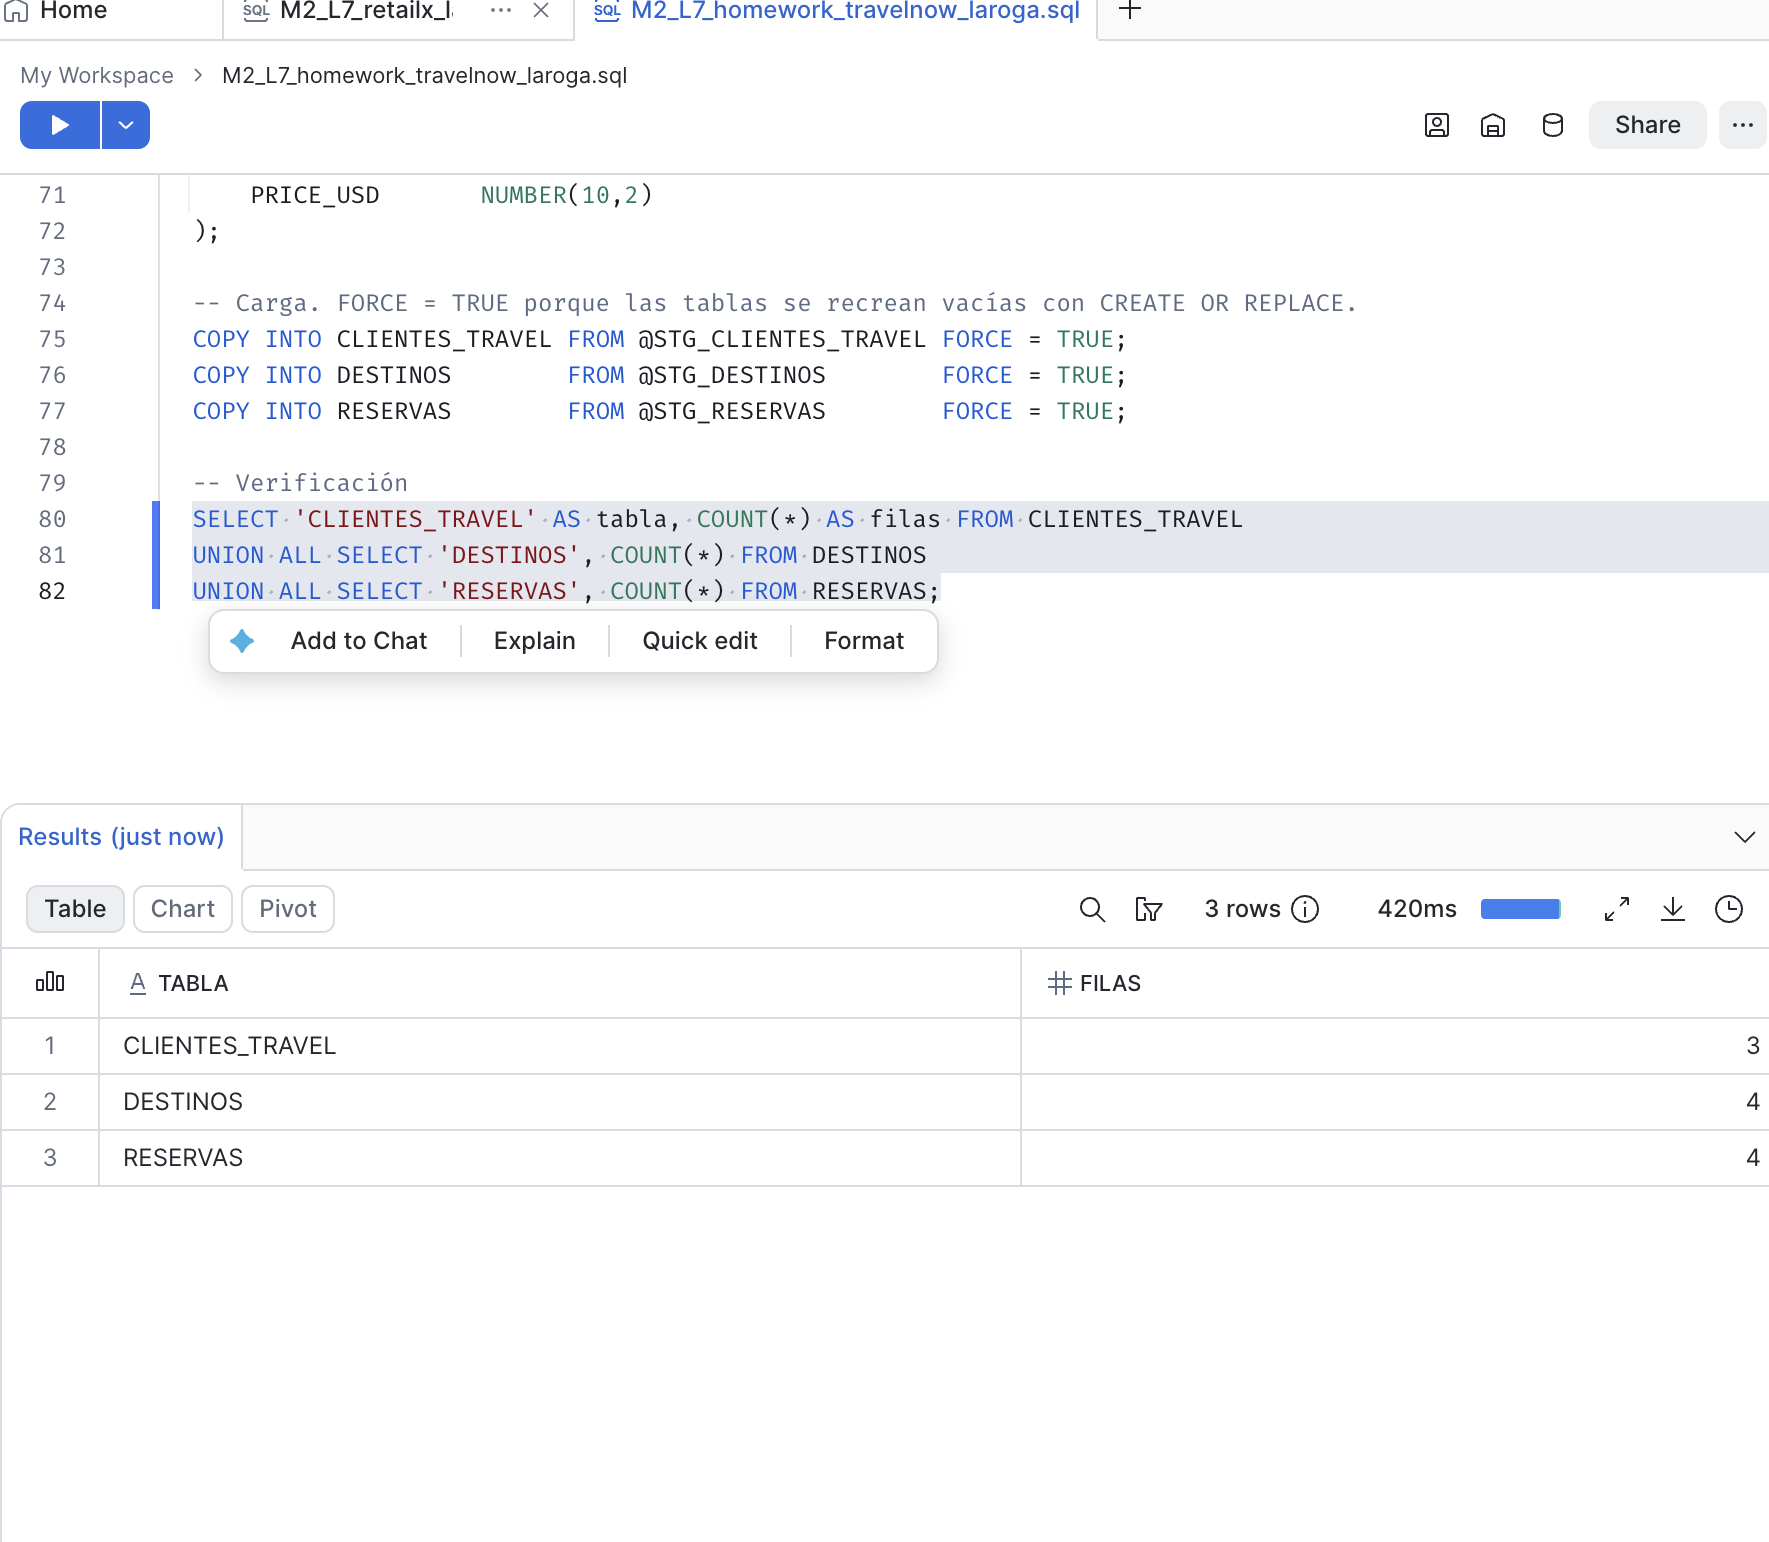 Home
SQL M2_L7_retailx_l
SQL M2_L7_homework_travelnow_laroga.sql
My Workspace > M2_L7_homework_travelnow_laroga.sql
Share
71 PRICE_USD NUMBER(10,2)
72 );
73
74 -- Carga. FORCE = TRUE porque las tablas se recrean vacías con CREATE OR REPLACE.
75 COPY INTO CLIENTES_TRAVEL FROM @STG_CLIENTES_TRAVEL FORCE = TRUE;
76 COPY INTO DESTINOS FROM @STG_DESTINOS FORCE = TRUE;
77 COPY INTO RESERVAS FROM @STG_RESERVAS FORCE = TRUE;
78
79 -- Verificación
80 SELECT 'CLIENTES_TRAVEL' AS tabla, COUNT(*) AS filas FROM CLIENTES_TRAVEL
81 UNION ALL SELECT 'DESTINOS', COUNT(*) FROM DESTINOS
82 UNION ALL SELECT 'RESERVAS', COUNT(*) FROM RESERVAS;
Add to Chat Explain Quick edit Format
Results (just now)
Table Chart Pivot 3 rows 420ms
TABLA FILAS
1 CLIENTES_TRAVEL 3
2 DESTINOS 4
3 RESERVAS 4